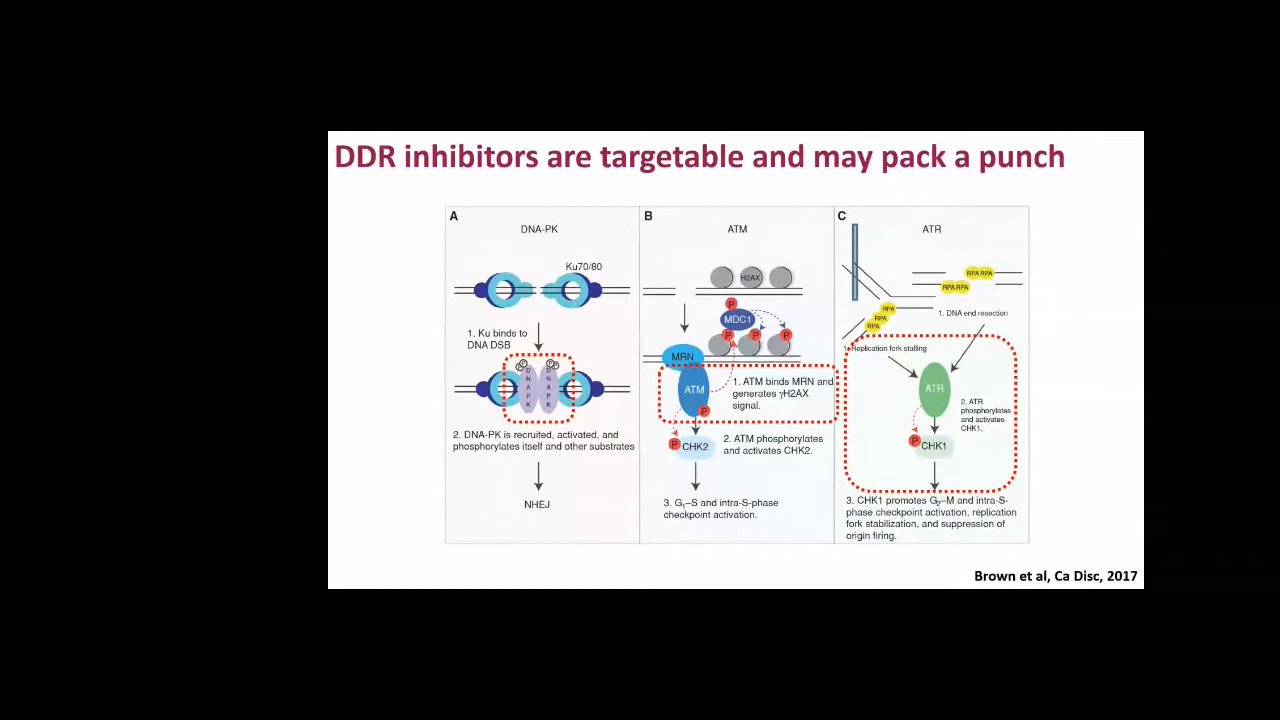 DDR inhibitors are targetable and may pack a punch
A
DNA-PK
Ku70/80
1. Ku binds to
DNA DSB
P P
P P
DNAPK
DNAPK
2. DNA-PK is recruited, activated, and
phosphorylates itself and other substrates
NHEJ
B
ATM
H2AX
P
MDC1
P P P
MRN
ATM
1. ATM binds MRN and
generates γH2AX
signal.
P
P
CHK2
2. ATM phosphorylates
and activates CHK2.
3. G1–S and intra-S-phase
checkpoint activation.
C
ATR
RPA RPA
RPA RPA
RPA
RPA
RPA
1. DNA end resection
1. Replication fork stalling
ATR
2. ATR
phosphorylates
and activates
CHK1.
P
CHK1
3. CHK1 promotes G2–M and intra-S-
phase checkpoint activation, replication
fork stabilization, and suppression of
origin firing.
Brown et al, Ca Disc, 2017